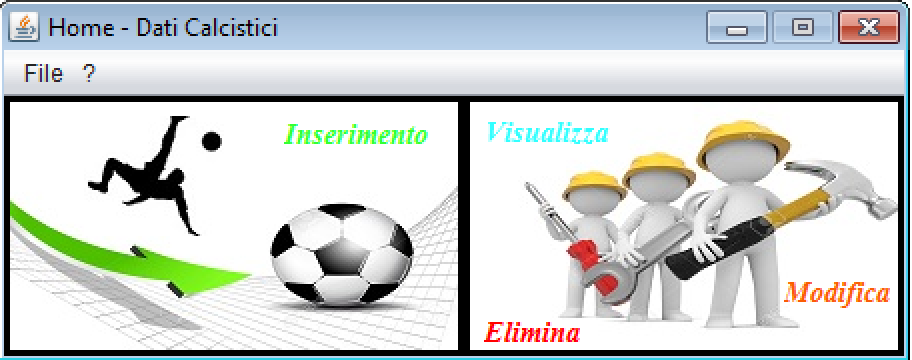 Home - Dati Calcistici
File ?
Inserimento
Visualizza
Modifica
Elimina